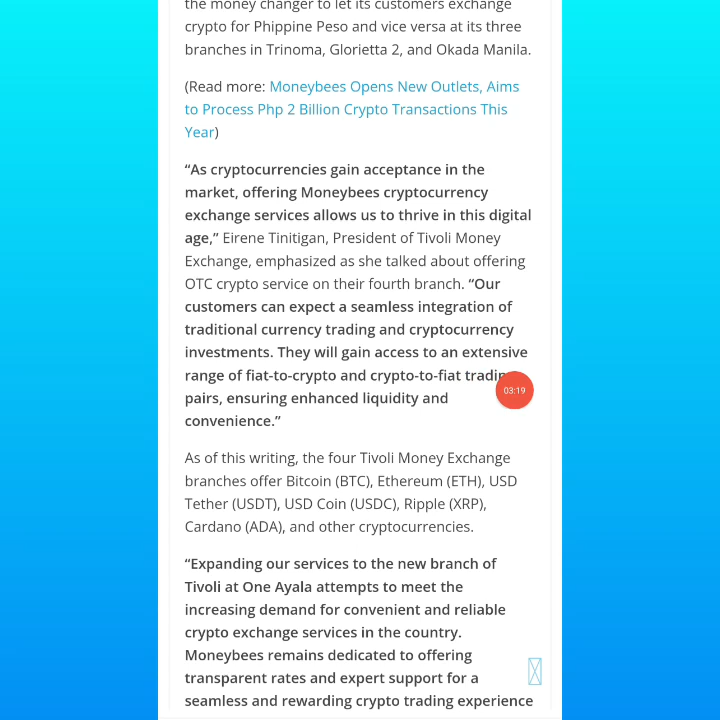 the money changer to let its customers exchange
crypto for Phippine Peso and vice versa at its three
branches in Trinoma, Glorietta 2, and Okada Manila.
(Read more: Moneybees Opens New Outlets, Aims
to Process Php 2 Billion Crypto Transactions This
Year)
“As cryptocurrencies gain acceptance in the
market, offering Moneybees cryptocurrency
exchange services allows us to thrive in this digital
age,” Eirene Tinitigan, President of Tivoli Money
Exchange, emphasized as she talked about offering
OTC crypto service on their fourth branch. “Our
customers can expect a seamless integration of
traditional currency trading and cryptocurrency
investments. They will gain access to an extensive
range of fiat-to-crypto and crypto-to-fiat trading
03:19
pairs, ensuring enhanced liquidity and
convenience.”
As of this writing, the four Tivoli Money Exchange
branches offer Bitcoin (BTC), Ethereum (ETH), USD
Tether (USDT), USD Coin (USDC), Ripple (XRP),
Cardano (ADA), and other cryptocurrencies.
“Expanding our services to the new branch of
Tivoli at One Ayala attempts to meet the
increasing demand for convenient and reliable
crypto exchange services in the country.
Moneybees remains dedicated to offering
transparent rates and expert support for a
seamless and rewarding crypto trading experience